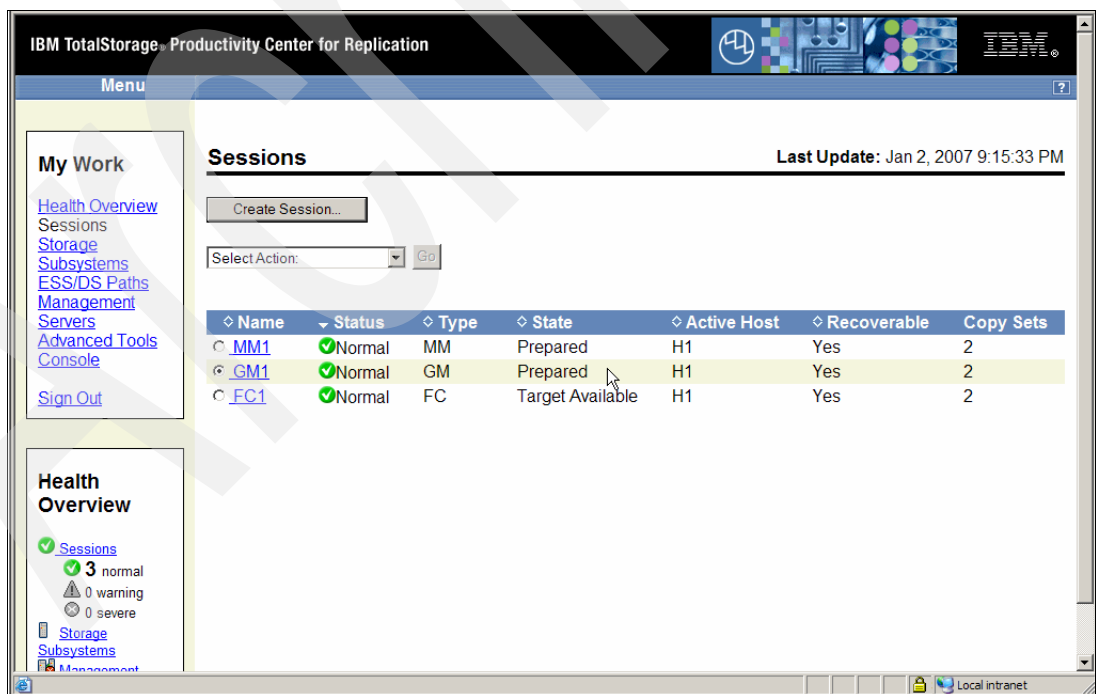 IBM TotalStorage® Productivity Center for Replication
IBM®
Menu
?
My Work
Health Overview
Sessions
Storage
Subsystems
ESS/DS Paths
Management
Servers
Advanced Tools
Console
Sign Out
Sessions
Last Update: Jan 2, 2007 9:15:33 PM
Create Session...
Select Action:
Go
Name Status Type State Active Host Recoverable Copy Sets
MM1 Normal MM Prepared H1 Yes 2
GM1 Normal GM Prepared H1 Yes 2
FC1 Normal FC Target Available H1 Yes 2
Health
Overview
Sessions
3 normal
0 warning
0 severe
Storage
Subsystems
Management
Local intranet